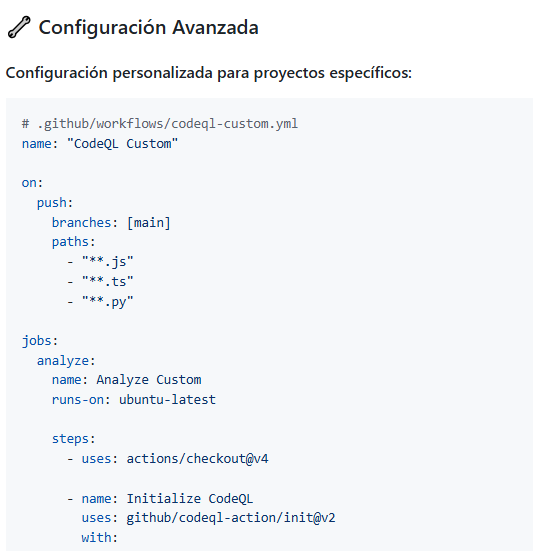 Configuración Avanzada
Configuración personalizada para proyectos específicos:
# .github/workflows/codeql-custom.yml
name: "CodeQL Custom"
on:
  push:
    branches: [main]
    paths:
      - "**.js"
      - "**.ts"
      - "**.py"
jobs:
  analyze:
    name: Analyze Custom
    runs-on: ubuntu-latest
    steps:
      - uses: actions/checkout@v4
      - name: Initialize CodeQL
        uses: github/codeql-action/init@v2
        with: